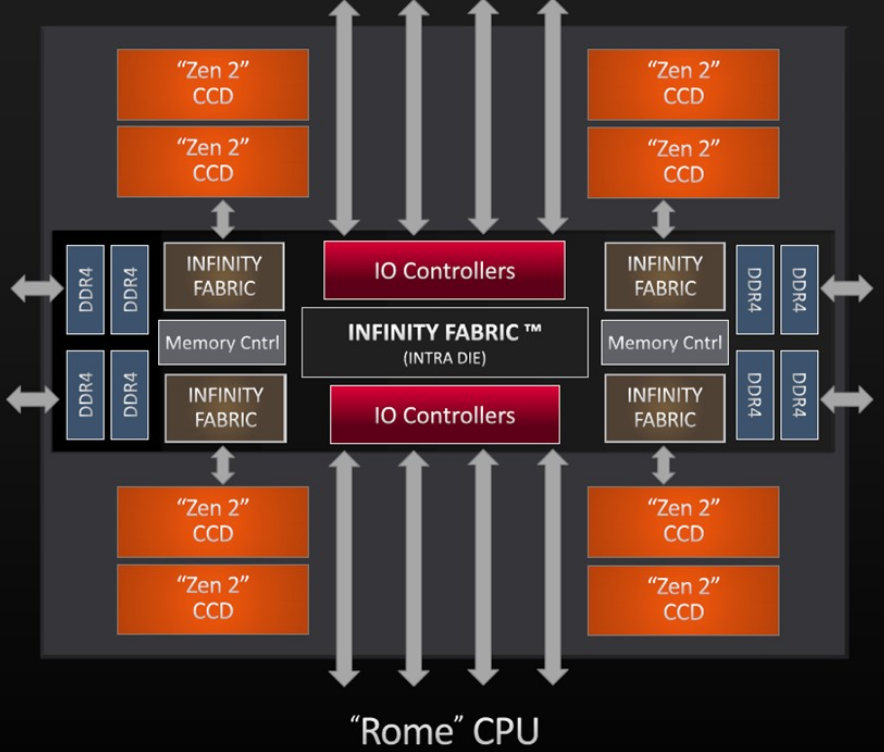 “Zen 2”
CCD
“Zen 2”
CCD
“Zen 2”
CCD
“Zen 2”
CCD
DDR4
DDR4
INFINITY
FABRIC
IO Controllers
INFINITY
FABRIC
DDR4
DDR4
Memory Cntrl
INFINITY FABRIC ™
(INTRA DIE)
Memory Cntrl
DDR4
DDR4
INFINITY
FABRIC
IO Controllers
INFINITY
FABRIC
DDR4
DDR4
“Zen 2”
CCD
“Zen 2”
CCD
“Zen 2”
CCD
“Zen 2”
CCD
“Rome” CPU